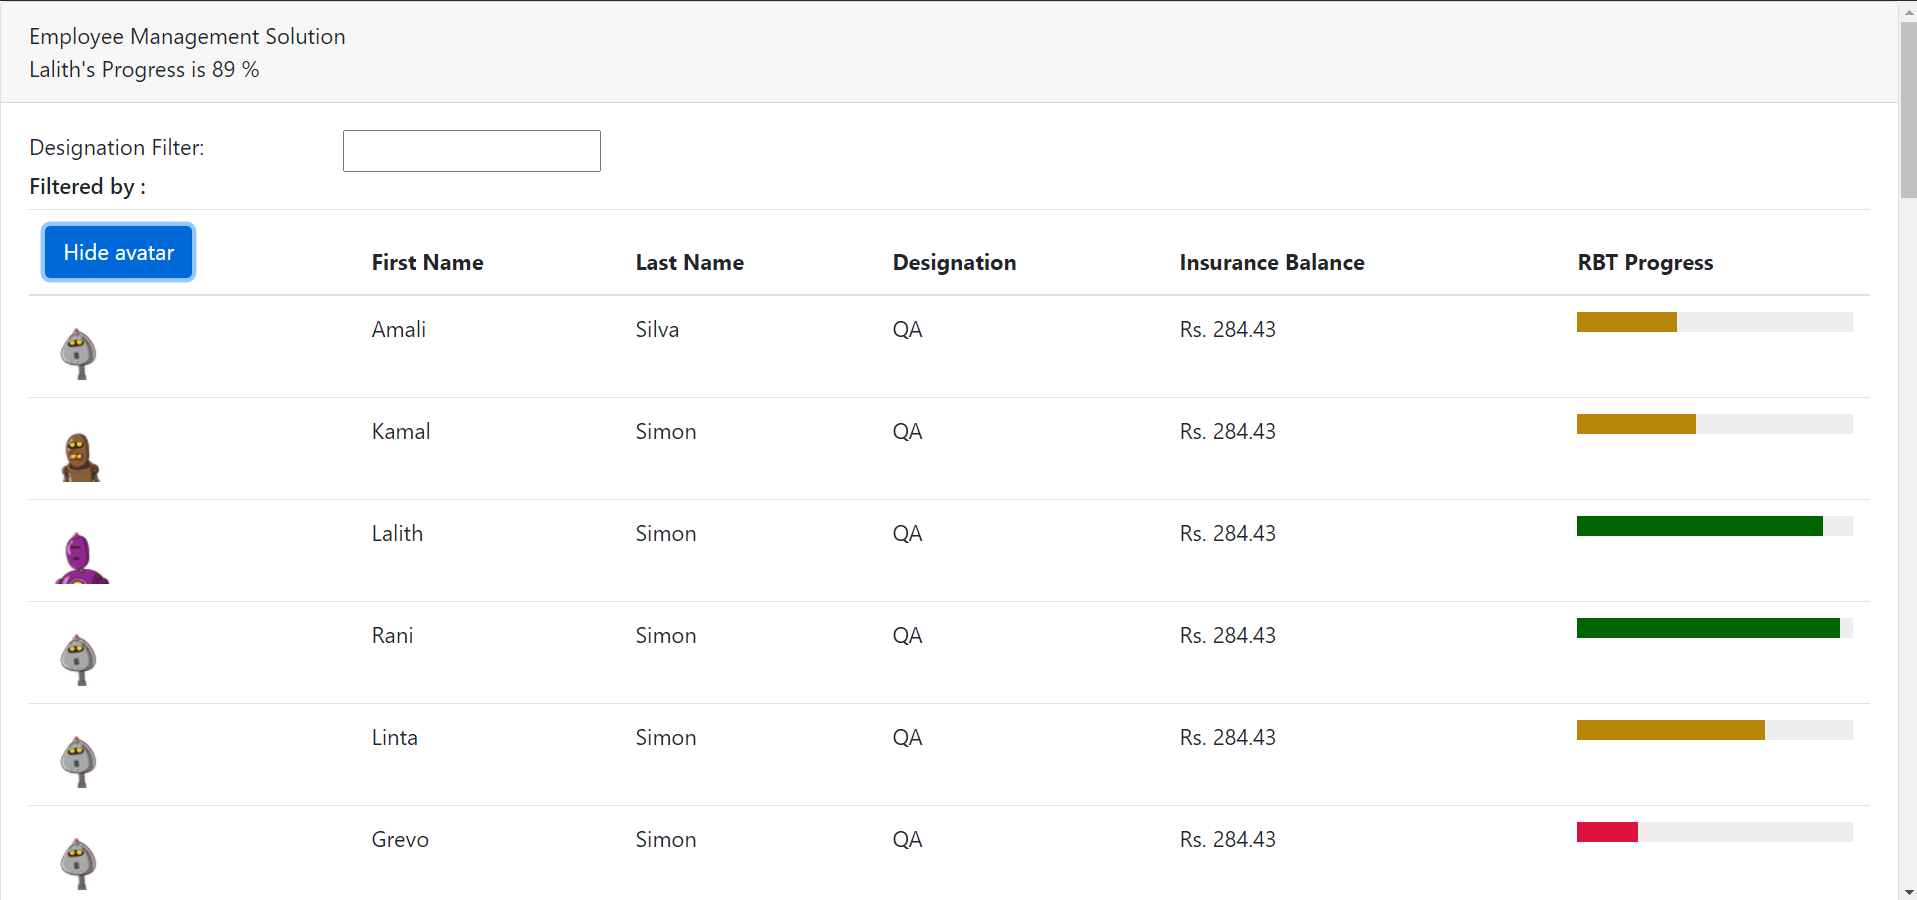 Employee Management Solution
Lalith's Progress is 89 %
Designation Filter:
Filtered by :
Hide avatar First Name Last Name Designation Insurance Balance RBT Progress
Amali Silva QA Rs. 284.43
Kamal Simon QA Rs. 284.43
Lalith Simon QA Rs. 284.43
Rani Simon QA Rs. 284.43
Linta Simon QA Rs. 284.43
Grevo Simon QA Rs. 284.43